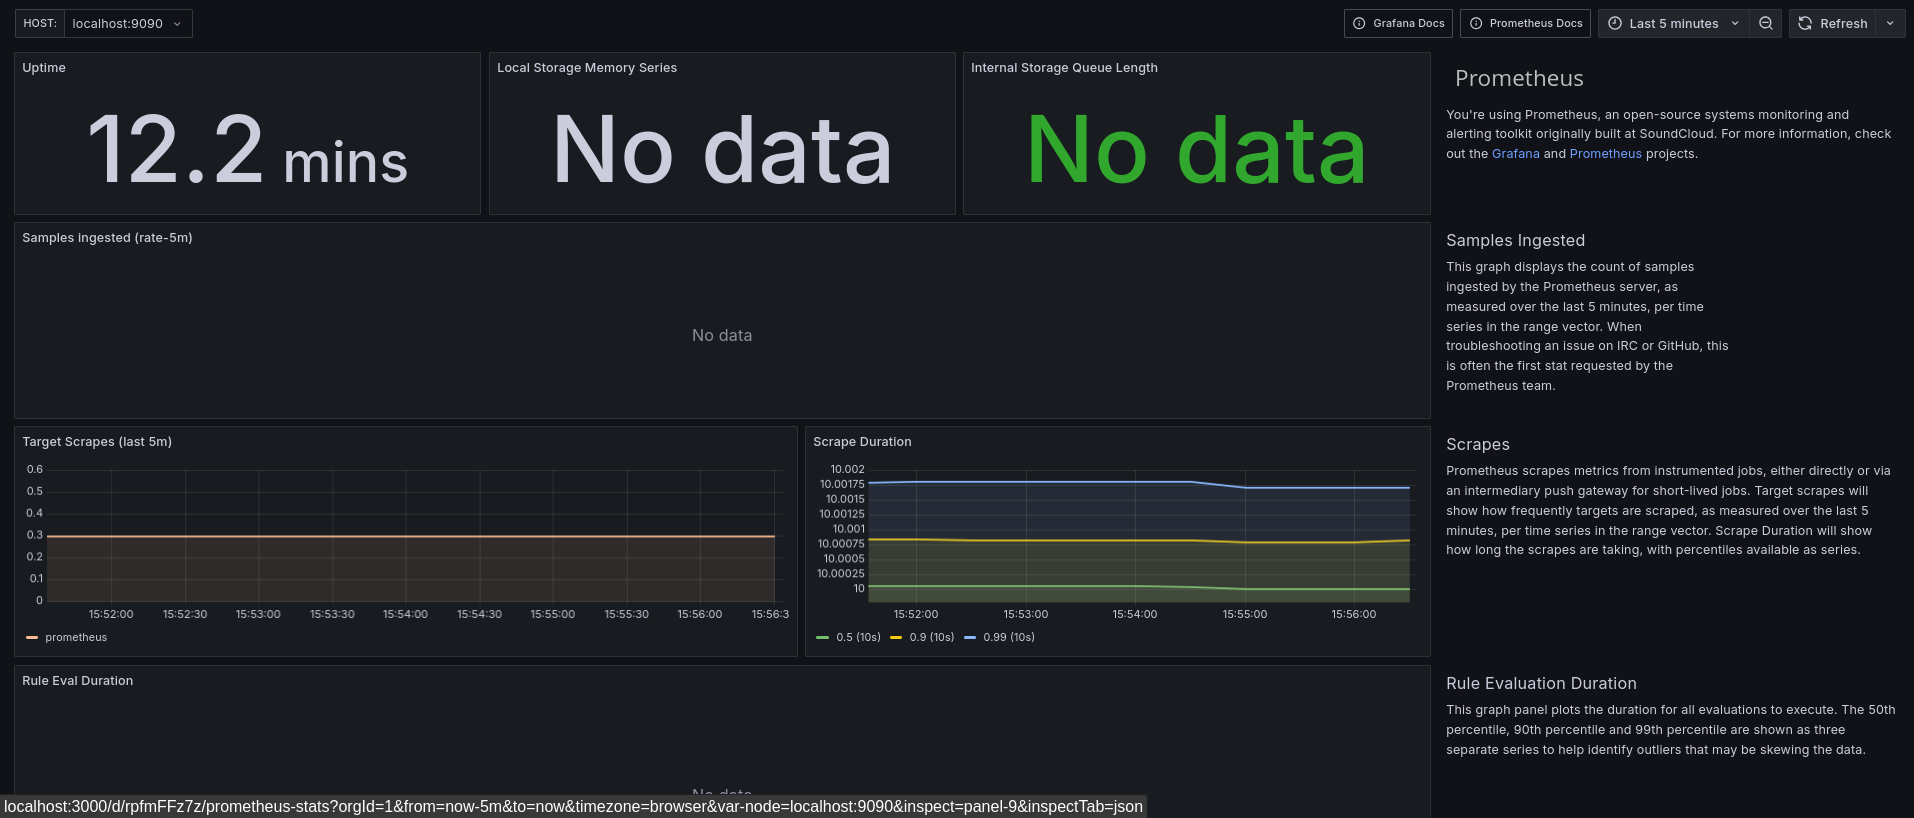 HOST: localhost:9090
Grafana Docs
Prometheus Docs
Last 5 minutes
Refresh
Uptime
12.2 mins
Local Storage Memory Series
No data
Internal Storage Queue Length
No data
Prometheus
You're using Prometheus, an open-source systems monitoring and
alerting toolkit originally built at SoundCloud. For more information, check
out the Grafana and Prometheus projects.
Samples ingested (rate-5m)
No data
Samples Ingested
This graph displays the count of samples
ingested by the Prometheus server, as
measured over the last 5 minutes, per time
series in the range vector. When
troubleshooting an issue on IRC or GitHub, this
is often the first stat requested by the
Prometheus team.
Target Scrapes (last 5m)
0.6
0.5
0.4
0.3
0.2
0.1
0
15:52:00 15:52:30 15:53:00 15:53:30 15:54:00 15:54:30 15:55:00 15:55:30 15:56:00 15:56:3
prometheus
Scrape Duration
10.002
10.00175
10.0015
10.00125
10.001
10.00075
10.0005
10.00025
10
15:52:00 15:53:00 15:54:00 15:55:00 15:56:00
0.5 (10s) 0.9 (10s) 0.99 (10s)
Scrapes
Prometheus scrapes metrics from instrumented jobs, either directly or via
an intermediary push gateway for short-lived jobs. Target scrapes will
show how frequently targets are scraped, as measured over the last 5
minutes, per time series in the range vector. Scrape Duration will show
how long the scrapes are taking, with percentiles available as series.
Rule Eval Duration
No data
Rule Evaluation Duration
This graph panel plots the duration for all evaluations to execute. The 50th
percentile, 90th percentile and 99th percentile are shown as three
separate series to help identify outliers that may be skewing the data.
localhost:3000/d/rpfmFFz7z/prometheus-stats?orgId=1&from=now-5m&to=now&timezone=browser&var-node=localhost:9090&inspect=panel-9&inspectTab=json